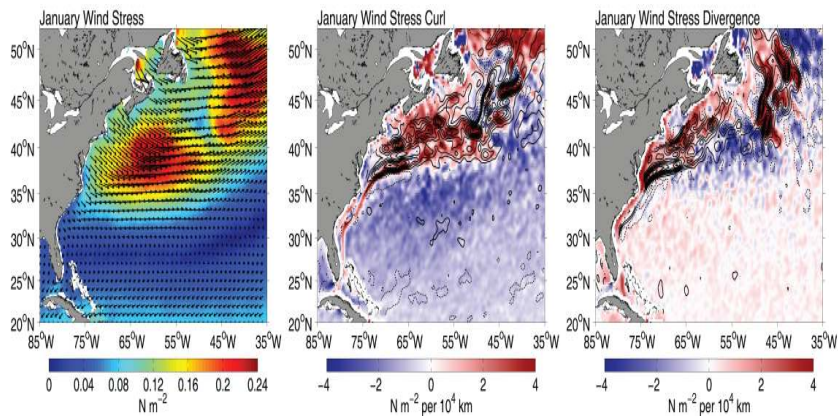 January Wind Stress
50°N
45°N
40°N
35°N
30°N
25°N
20°N
85°W 75°W 65°W 55°W 45°W 35°W
0 0.04 0.08 0.12 0.16 0.20 0.24
N m⁻²
January Wind Stress Curl
50°N
45°N
40°N
35°N
30°N
25°N
20°N
85°W 75°W 65°W 55°W 45°W 35°W
−4 −2 0 2 4
N m⁻² per 10⁴ km
January Wind Stress Divergence
50°N
45°N
40°N
35°N
30°N
25°N
20°N
85°W 75°W 65°W 55°W 45°W 35°W
−4 −2 0 2 4
N m⁻² per 10⁴ km